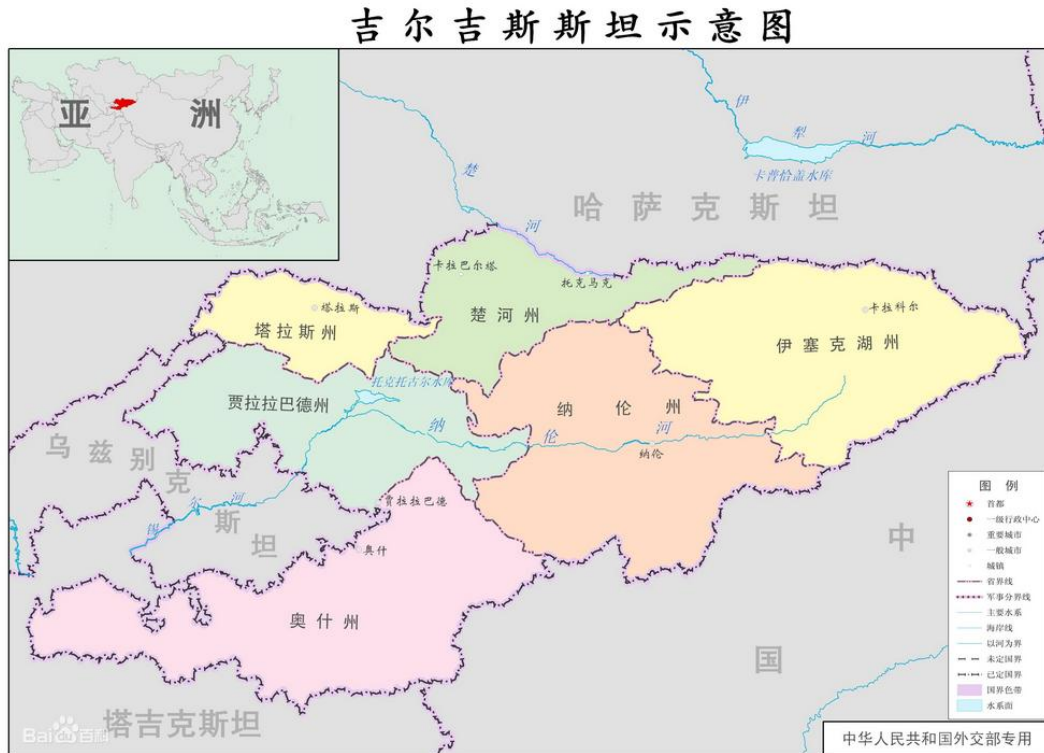 吉尔吉斯斯坦示意图
亚洲
伊犁河
卡普恰盖水库
楚河
哈萨克斯坦
卡拉巴尔塔
托克马克
塔拉斯
塔拉斯州
楚河州
卡拉科尔
伊塞克湖州
托克托古尔水库
贾拉拉巴德州
纳伦州
纳伦河
纳伦
乌兹别克斯坦
锡尔河
贾拉拉巴德
奥什
奥什州
中国
塔吉克斯坦
图例
首都
一级行政中心
重要城市
一般城市
城镇
省界线
军事分界线
主要水系
海岸线
以河为界
未定国界
已定国界
国界色带
水系面
Bai百科
中华人民共和国外交部专用